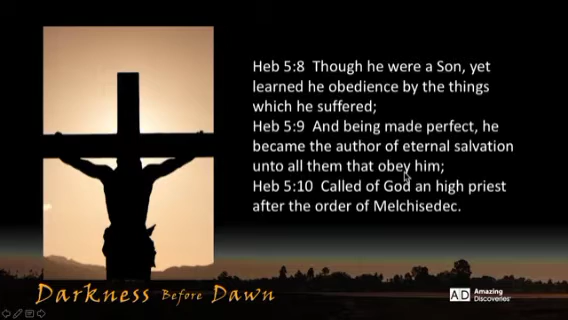 Heb 5:8  Though he were a Son, yet
learned he obedience by the things
which he suffered;
Heb 5:9  And being made perfect, he
became the author of eternal salvation
unto all them that obey him;
Heb 5:10  Called of God an high priest
after the order of Melchisedec.
Darkness Before Dawn
AD Amazing
Discoveries